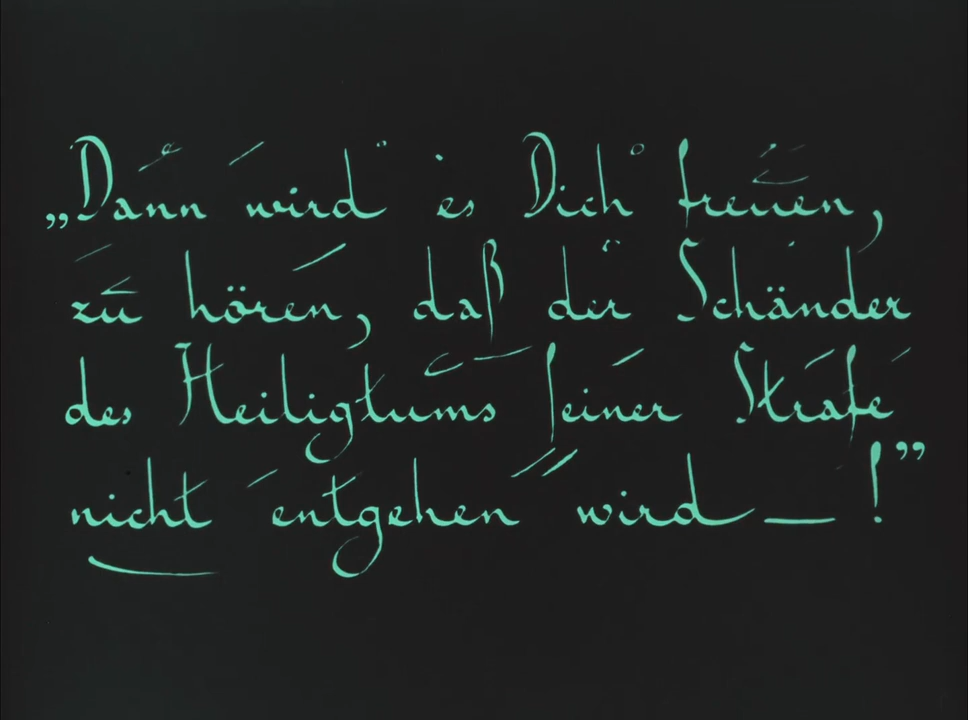 „Dann wird es Dich freuen,
zu hören, daß der Schänder
des Heiligtums seiner Strafe
nicht entgehen wird — !”